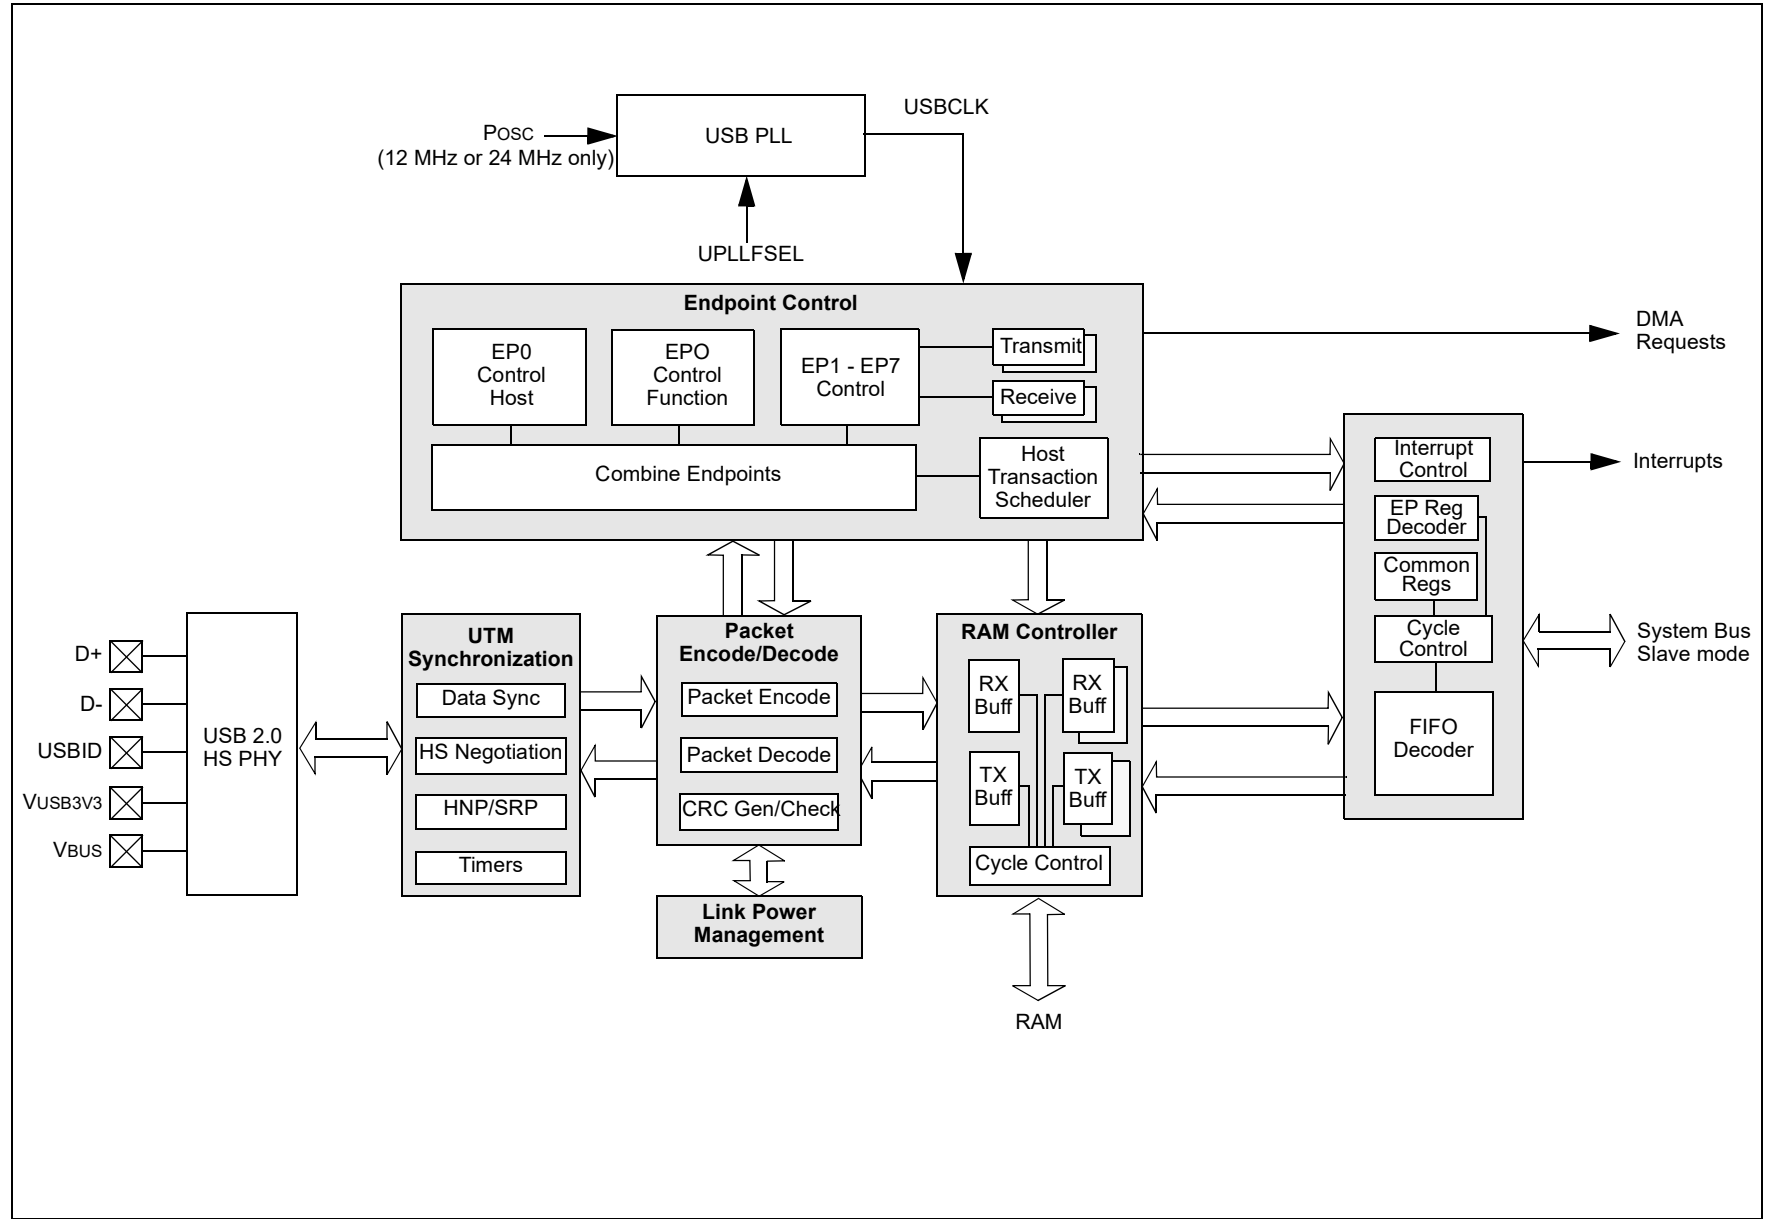 USBCLK
USB PLL
POSC
(12 MHz or 24 MHz only)
UPLLFSEL
Endpoint Control
EP0
Control
Host
EPO
Control
Function
EP1 - EP7
Control
Transmit
Receive
Combine Endpoints
Host
Transaction
Scheduler
DMA
Requests
Interrupt
Control
Interrupts
EP Reg
Decoder
Common
Regs
Cycle
Control
FIFO
Decoder
System Bus
Slave mode
D+
D-
USBID
VUSB3V3
VBUS
USB 2.0
HS PHY
UTM
Synchronization
Data Sync
HS Negotiation
HNP/SRP
Timers
Packet
Encode/Decode
Packet Encode
Packet Decode
CRC Gen/Check
Link Power
Management
RAM Controller
RX
Buff
RX
Buff
TX
Buff
TX
Buff
Cycle Control
RAM